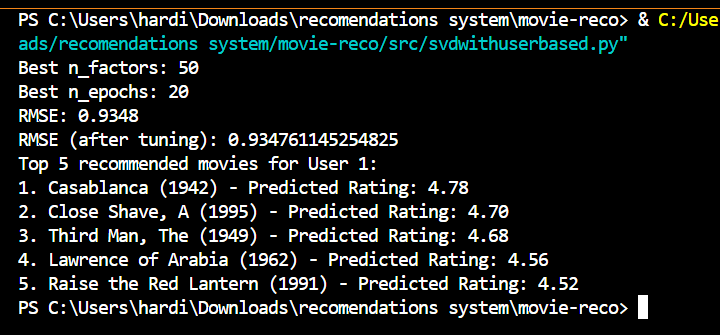 PS C:\Users\hardi\Downloads\recomendations system\movie-reco> & C:/Use
ads/recomendations system/movie-reco/src/svdwithuserbased.py"
Best n_factors: 50
Best n_epochs: 20
RMSE: 0.9348
RMSE (after tuning): 0.934761145254825
Top 5 recommended movies for User 1:
1. Casablanca (1942) - Predicted Rating: 4.78
2. Close Shave, A (1995) - Predicted Rating: 4.70
3. Third Man, The (1949) - Predicted Rating: 4.68
4. Lawrence of Arabia (1962) - Predicted Rating: 4.56
5. Raise the Red Lantern (1991) - Predicted Rating: 4.52
PS C:\Users\hardi\Downloads\recomendations system\movie-reco>